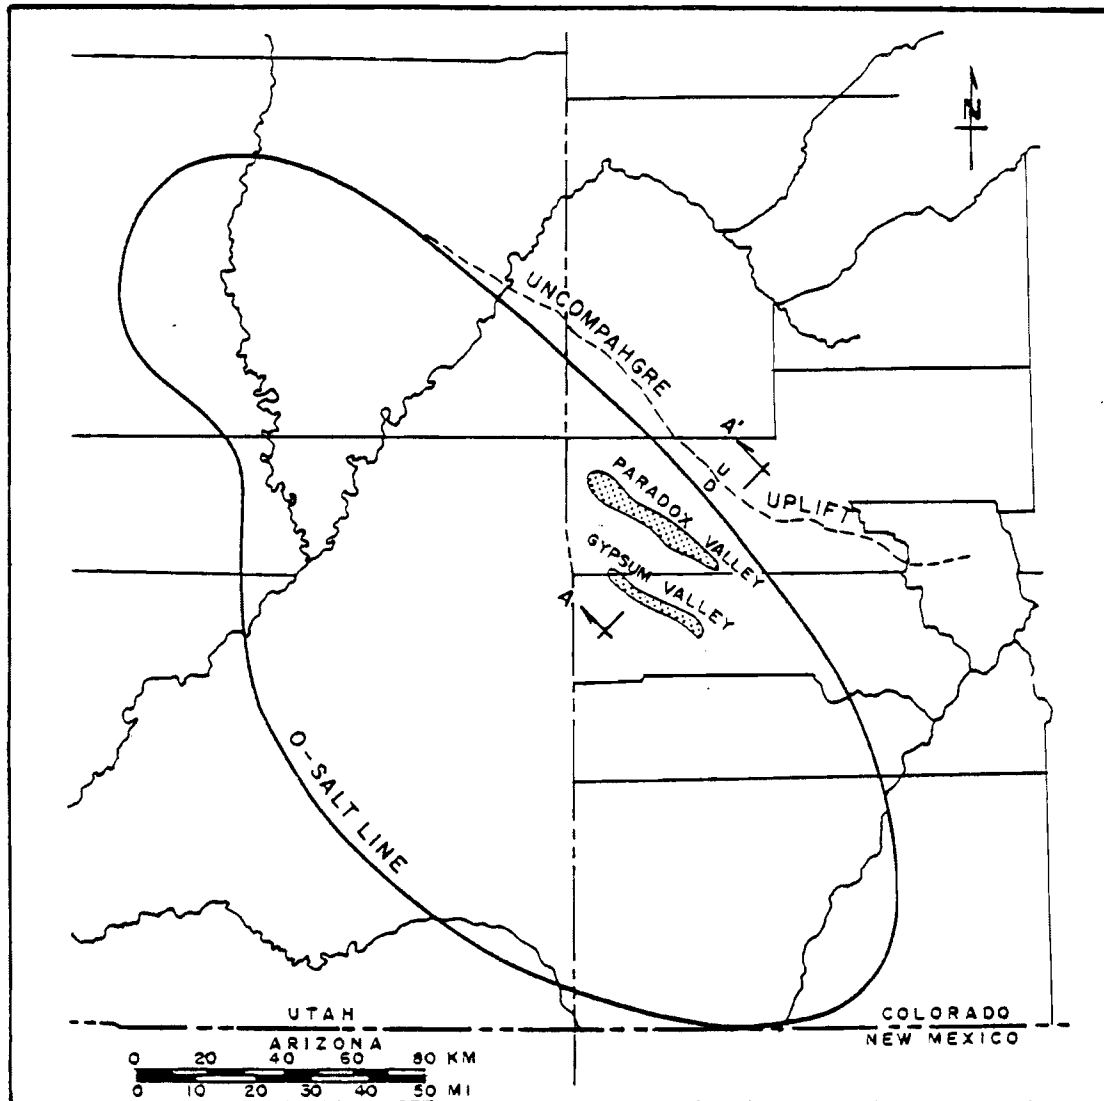 N
UNCOMPAHGRE
A'
U
D
UPLIFT
PARADOX VALLEY
GYPSUM VALLEY
A
O-SALT LINE
UTAH
COLORADO
ARIZONA
NEW MEXICO
0 20 40 60 80 KM
0 10 20 30 40 50 MI